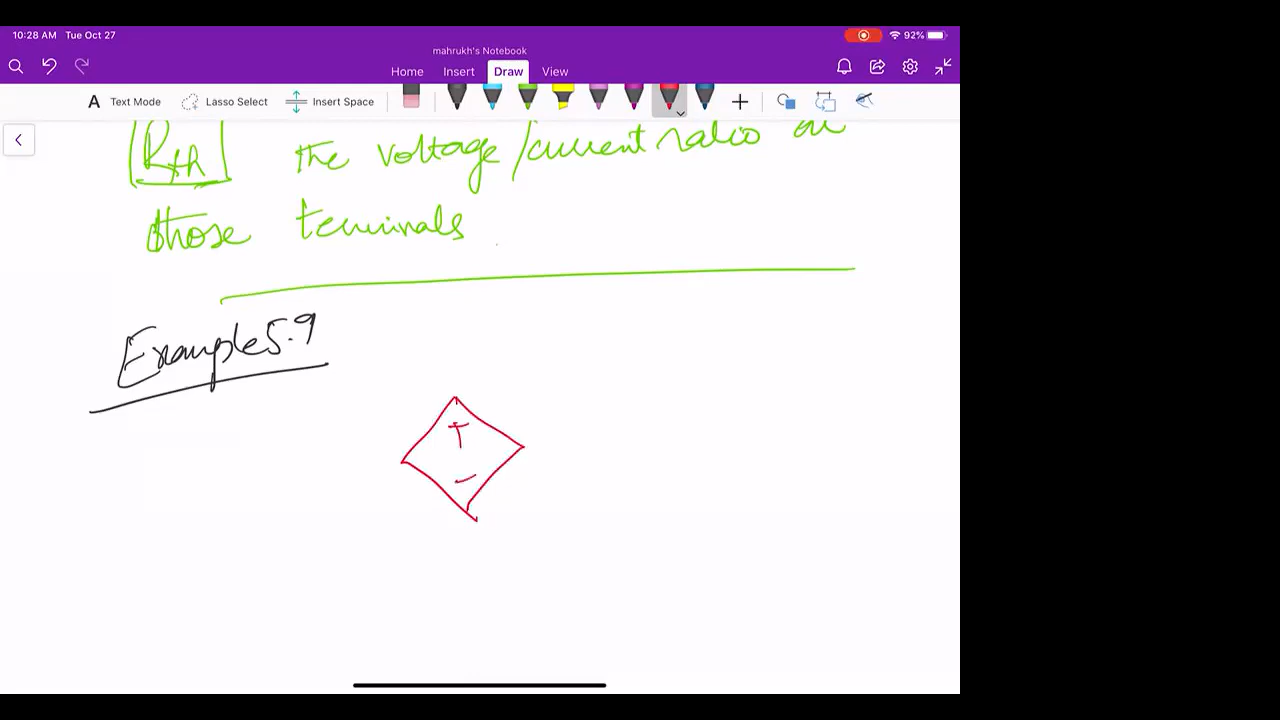 10:28 AM Tue Oct 27
92%
mahrukh's Notebook
Home Insert Draw View
A Text Mode Lasso Select Insert Space
Rth the voltage/current ratio at
those terminals
Example 5.9
+
-